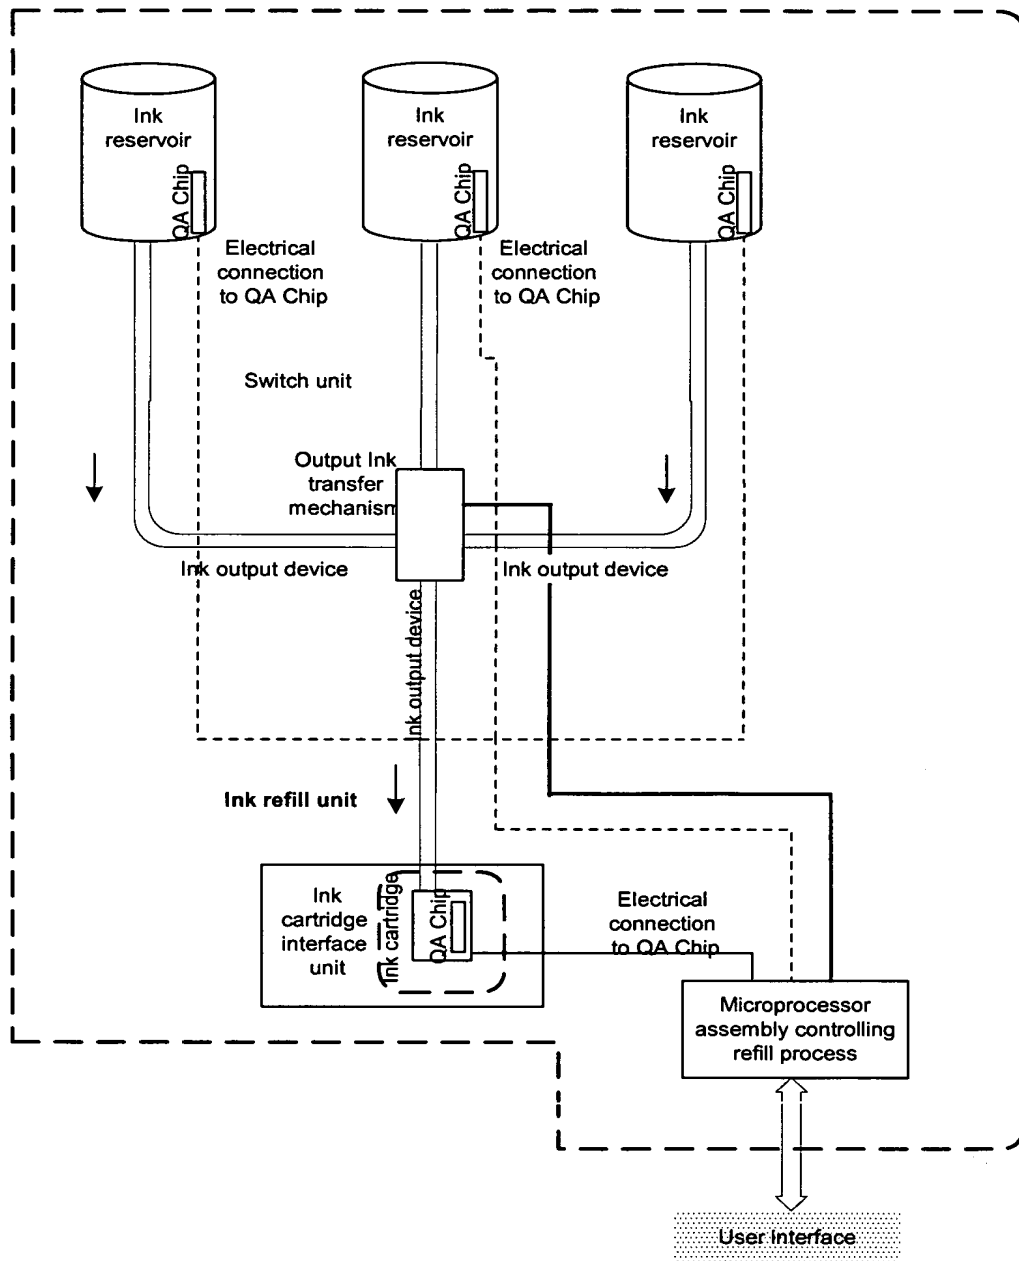 Ink
reservoir
QA Chip
Ink
reservoir
QA Chip
Ink
reservoir
QA Chip
Electrical
connection
to QA Chip
Electrical
connection
to QA Chip
Switch unit
Output Ink
transfer
mechanism
Ink output device
Ink output device
Ink output device
Ink refill unit
Ink
cartridge
interface
unit
Ink cartridge
QA Chip
Electrical
connection
to QA Chip
Microprocessor
assembly controlling
refill process
User Interface